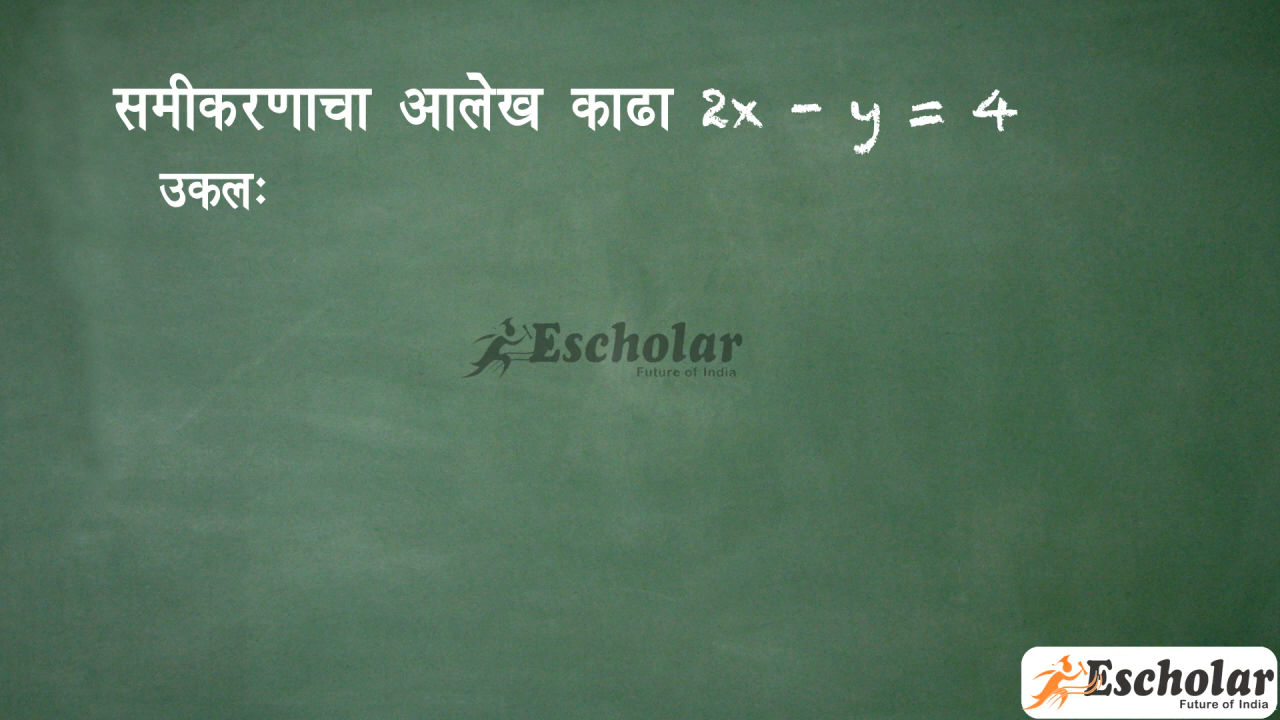 समीकरणाचा आलेख काढा 2x - y = 4
उकलः
Escholar
Future of India
Escholar
Future of India